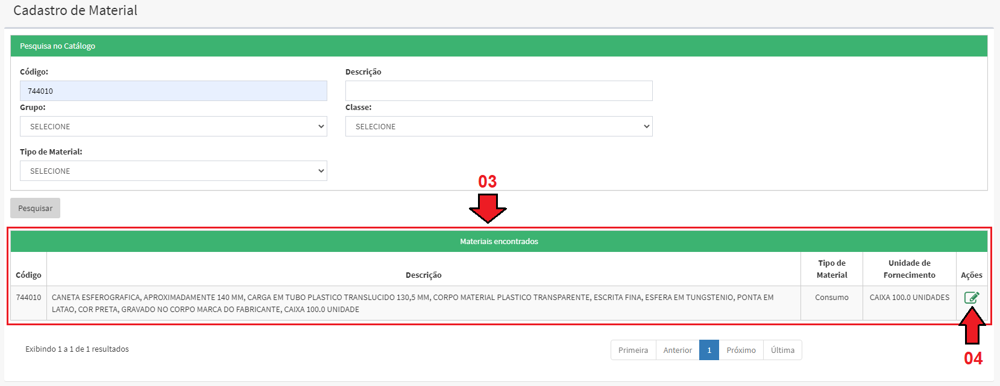 Cadastro de Material
Pesquisa no Catálogo
Código:
Descrição
744010
Grupo:
Classe:
SELECIONE
SELECIONE
Tipo de Material:
SELECIONE
03
Pesquisar
Materiais encontrados
Código
Descrição
Tipo de
Material
Unidade de
Fornecimento
Ações
744010
CANETA ESFEROGRAFICA, APROXIMADAMENTE 140 MM, CARGA EM TUBO PLASTICO TRANSLUCIDO 130,5 MM, CORPO MATERIAL PLASTICO TRANSPARENTE, ESCRITA FINA, ESFERA EM TUNGSTENIO, PONTA EM
LATAO, COR PRETA, GRAVADO NO CORPO MARCA DO FABRICANTE, CAIXA 100.0 UNIDADE
Consumo
CAIXA 100.0 UNIDADES
Exibindo 1 a 1 de 1 resultados
Primeira
Anterior
1
Próximo
Última
04